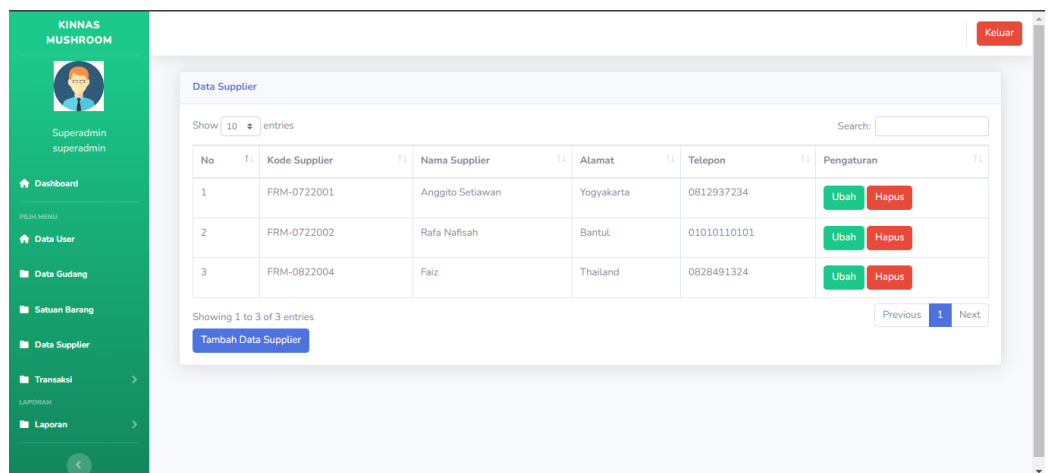 KINNAS
MUSHROOM
Keluar
Superadmin
superadmin
Dashboard
PILIH MENU
Data User
Data Gudang
Satuan Barang
Data Supplier
Transaksi
LAPORAN
Laporan
Data Supplier
Show 10 entries
Search:
No Kode Supplier Nama Supplier Alamat Telepon Pengaturan
1 FRM-0722001 Anggito Setiawan Yogyakarta 0812937234 Ubah Hapus
2 FRM-0722002 Rafa Nafisah Bantul 01010110101 Ubah Hapus
3 FRM-0822004 Faiz Thailand 0828491324 Ubah Hapus
Showing 1 to 3 of 3 entries
Previous 1 Next
Tambah Data Supplier